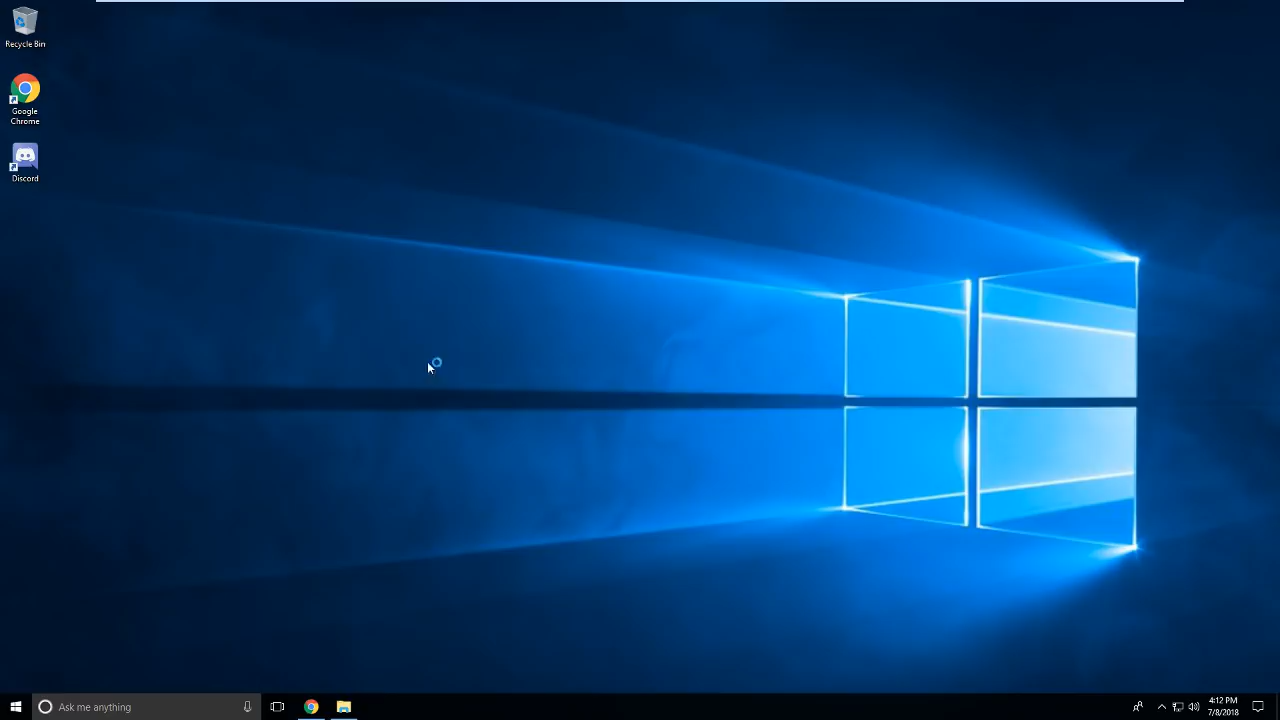 Recycle Bin
Google
Chrome
Discord
Ask me anything
4:12 PM
7/8/2018